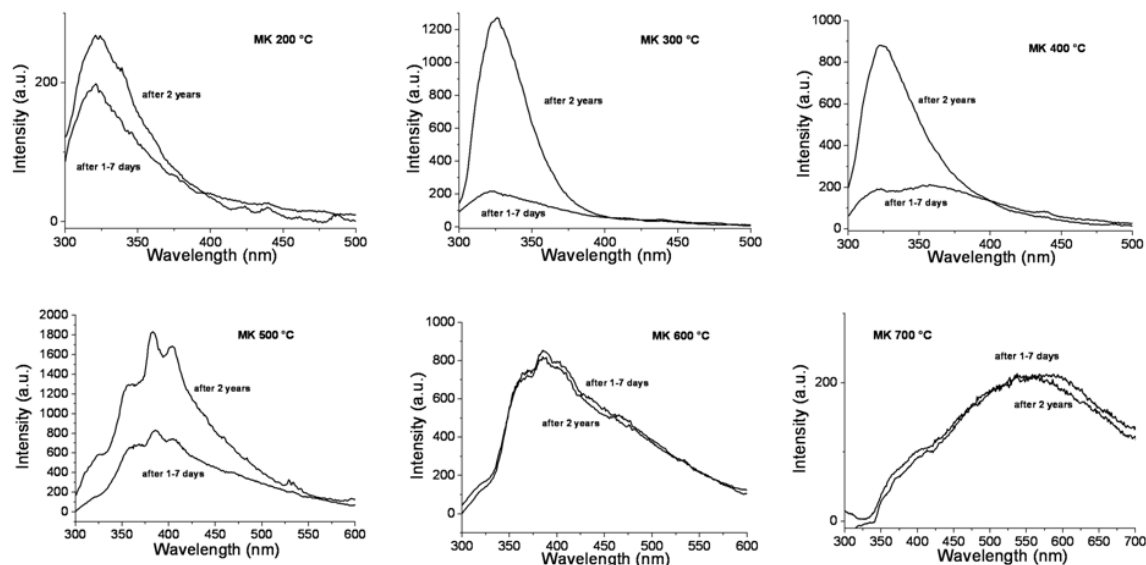 MK 200 °C
Intensity (a.u.)
200
0
after 2 years
after 1-7 days
300 350 400 450 500
Wavelength (nm)
MK 300 °C
Intensity (a.u.)
1200
1000
800
600
400
200
0
after 2 years
after 1-7 days
300 350 400 450 500
Wavelength (nm)
MK 400 °C
Intensity (a.u.)
1000
800
600
400
200
0
after 2 years
after 1-7 days
300 350 400 450 500
Wavelength (nm)
MK 500 °C
Intensity (a.u.)
2000
1800
1600
1400
1200
1000
800
600
400
200
0
after 2 years
after 1-7 days
300 350 400 450 500 550 600
Wavelength (nm)
MK 600 °C
Intensity (a.u.)
1000
800
600
400
200
0
after 1-7 days
after 2 years
300 350 400 450 500 550 600
Wavelength (nm)
MK 700 °C
Intensity (a.u.)
200
100
0
after 1-7 days
after 2 years
300 350 400 450 500 550 600 650 700
Wavelength (nm)